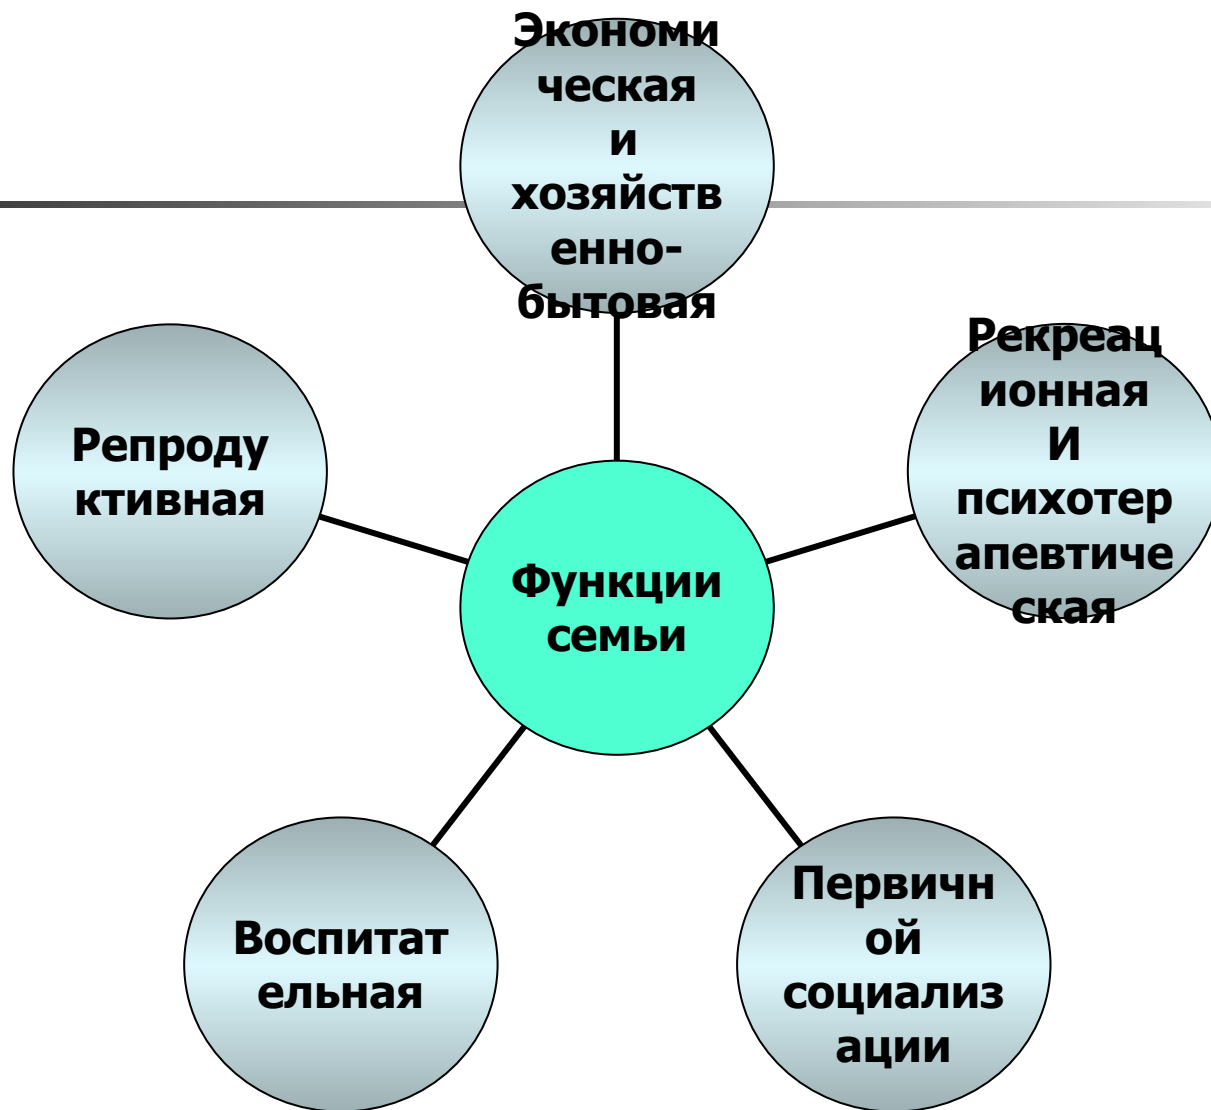 Экономи
ческая
и
хозяйств
енно-
бытовая
Рекреац
ионная
И
психотер
апевтиче
ская
Репроду
ктивная
Функции
семьи
Воспитат
ельная
Первичн
ой
социализ
ации